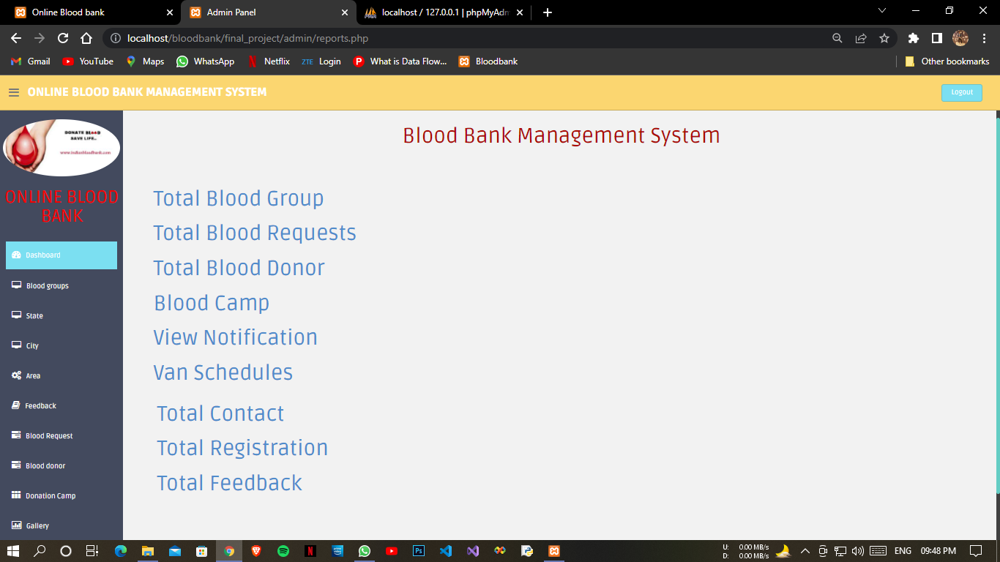 Online Blood bank
Admin Panel
localhost / 127.0.0.1 | phpMyAdm
localhost/bloodbank/final_project/admin/reports.php
Gmail
YouTube
Maps
WhatsApp
Netflix
ZTE
Login
What is Data Flow...
Bloodbank
Other bookmarks
ONLINE BLOOD BANK MANAGEMENT SYSTEM
Logout
DONATE BLOOD
SAVE LIFE..
www.indianbloodbank.com
ONLINE BLOOD
BANK
Dashboard
Blood groups
State
City
Area
Feedback
Blood Request
Blood donor
Donation Camp
Gallery
Blood Bank Management System
Total Blood Group
Total Blood Requests
Total Blood Donor
Blood Camp
View Notification
Van Schedules
Total Contact
Total Registration
Total Feedback
U: 0.00 MB/s
D: 0.00 MB/s
ENG
09:48 PM